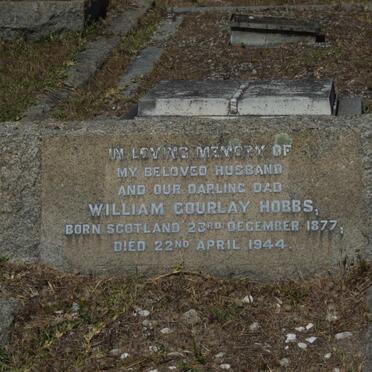 IN LOVING MEMORY OF
MY BELOVED HUSBAND
AND OUR DARLING DAD
WILLIAM GOURLAY HOBBS,
BORN SCOTLAND 23RD DECEMBER 1877,
DIED 22ND APRIL 1944.